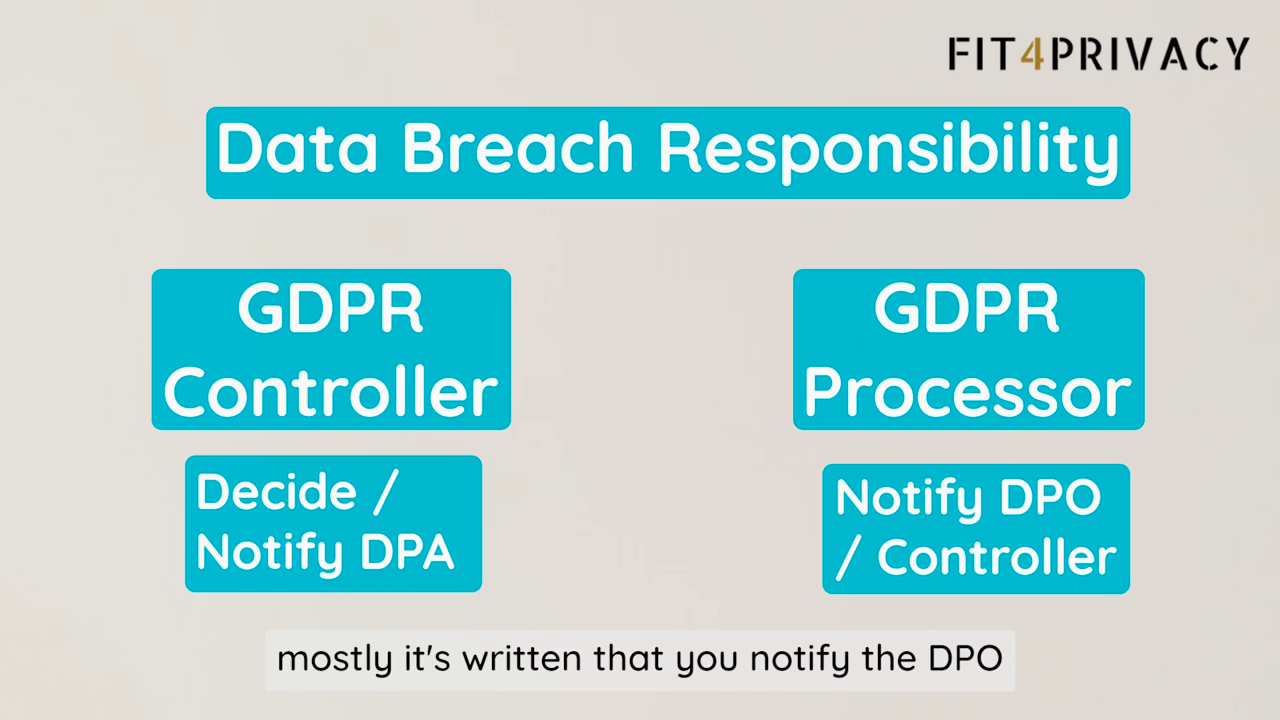 FIT4PRIVACY
Data Breach Responsibility
GDPR
Controller
Decide /
Notify DPA
GDPR
Processor
Notify DPO
/ Controller
mostly it's written that you notify the DPO